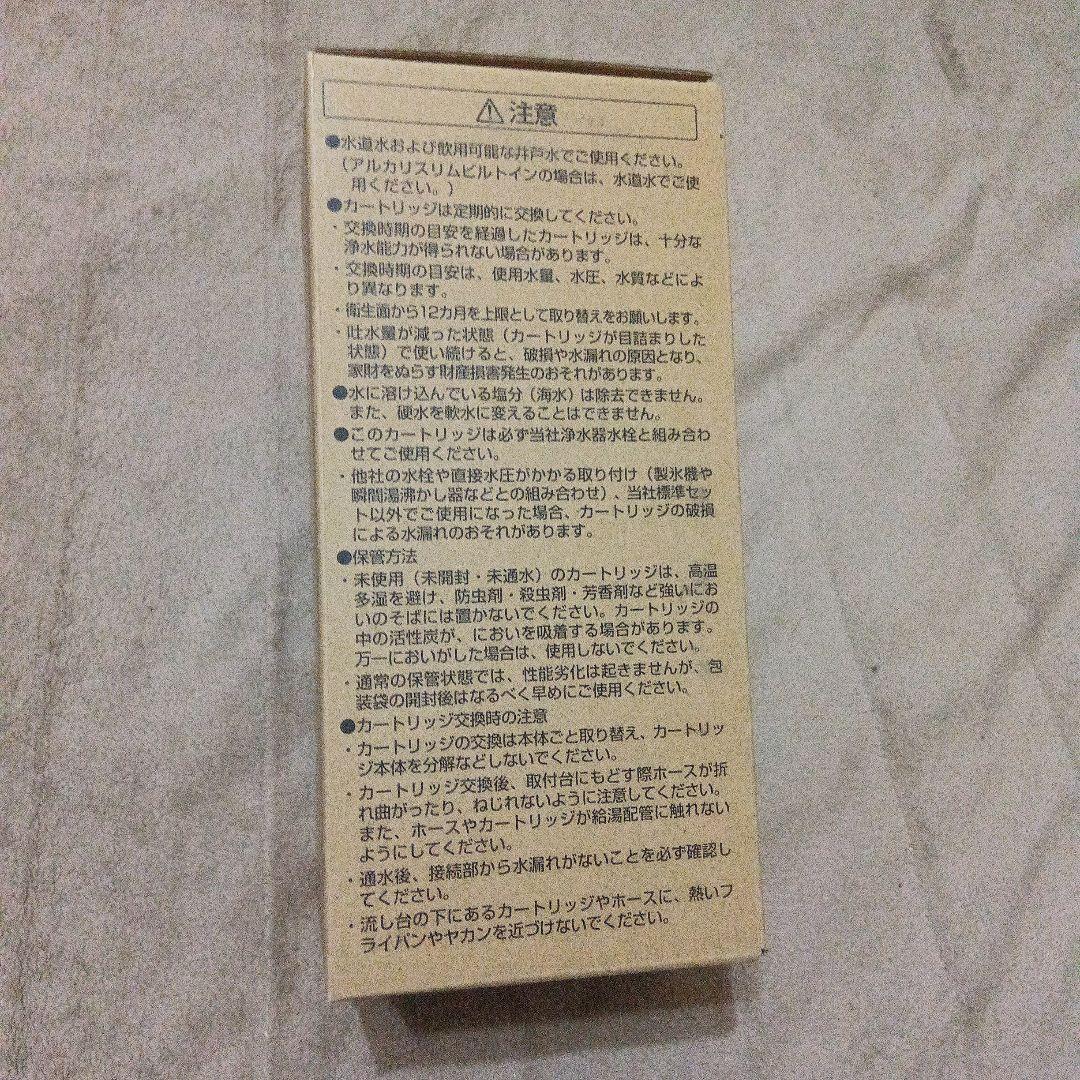 ⚠注意
●水道水および飲用可能な井戸水でご使用ください。
(アルカリスリムビルトインの場合は、水道水でご使
用ください。)
●カートリッジは定期的に交換してください。
・交換時期の目安を経過したカートリッジは、十分な
浄水能力が得られない場合があります。
・交換時期の目安は、使用水量、水圧、水質などによ
り異なります。
・衛生面から12カ月を上限として取り替えをお願いします。
・吐水量が減った状態(カートリッジが目詰まりした
状態)で使い続けると、破損や水漏れの原因となり、
家財をぬらす財産損害発生のおそれがあります。
●水に溶け込んでいる塩分(海水)は除去できません。
また、硬水を軟水に変えることはできません。
●このカートリッジは必ず当社浄水器水栓と組み合わ
せてご使用ください。
・他社の水栓や直接水圧がかかる取り付け(製氷機や
瞬間湯沸かし器などとの組み合わせ)、当社標準セッ
ト以外でご使用になった場合、カートリッジの破損
による水漏れのおそれがあります。
●保管方法
・未使用(未開封・未通水)のカートリッジは、高温
多湿を避け、防虫剤・殺虫剤・芳香剤など強いにお
いのそばには置かないでください。カートリッジの
中の活性炭が、においを吸着する場合があります。
万一においがした場合は、使用しないでください。
・通常の保管状態では、性能劣化は起きませんが、包
装袋の開封後はなるべく早めにご使用ください。
●カートリッジ交換時の注意
・カートリッジの交換は本体ごと取り替え、カートリッ
ジ本体を分解などしないでください。
・カートリッジ交換後、取付台にもどす際ホースが折
れ曲がったり、ねじれないように注意してください。
また、ホースやカートリッジが給湯配管に触れない
ようにしてください。
・通水後、接続部から水漏れがないことを必ず確認し
てください。
・流し台の下にあるカートリッジやホースに、熱いフ
ライパンやヤカンを近づけないでください。